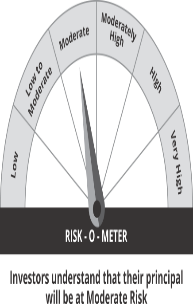 Low
Low to
Moderate
Moderate
Moderately
High
High
Very High
RISK - O - METER
Investors understand that their principal
will be at Moderate Risk